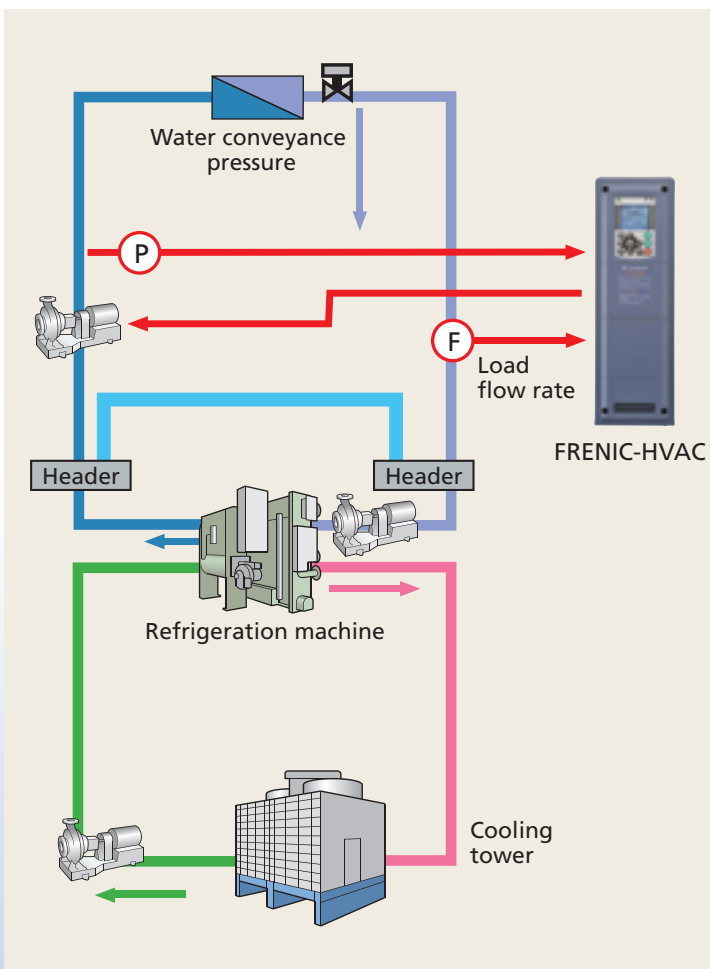 Water conveyance
pressure
P
F
Load
flow rate
FRENIC-HVAC
Header
Header
Refrigeration machine
Cooling
tower